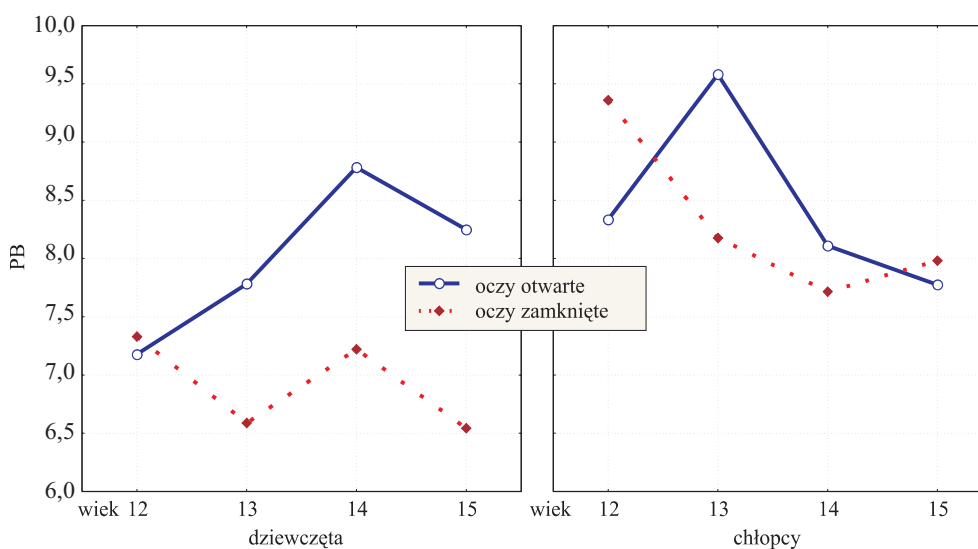 10,0
9,5
9,0
8,5
8,0
7,5
7,0
6,5
6,0
PB
oczy otwarte
oczy zamknięte
wiek 12 13 14 15
wiek 12 13 14 15
dziewczęta
chłopcy